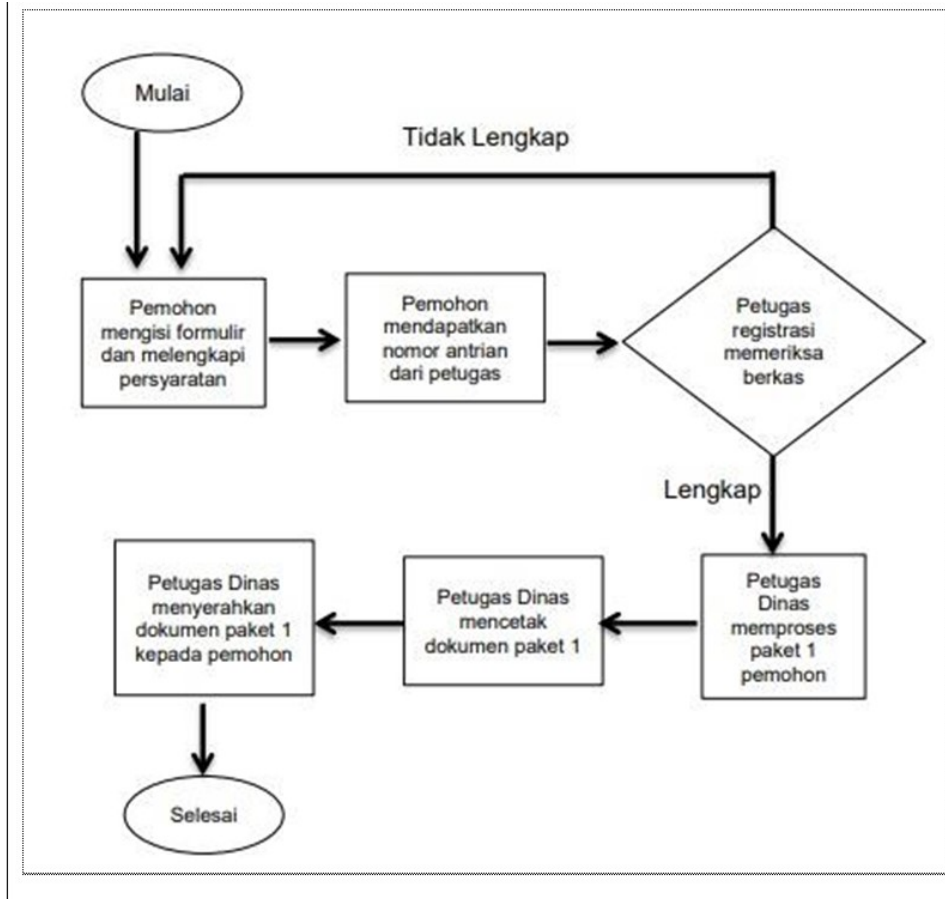 Mulai
Tidak Lengkap
Pemohon
mengisi formulir
dan melengkapi
persyaratan
Pemohon
mendapatkan
nomor antrian
dari petugas
Petugas
registrasi
memeriksa
berkas
Lengkap
Petugas
Dinas
memproses
paket 1
pemohon
Petugas Dinas
mencetak
dokumen paket 1
Petugas Dinas
menyerahkan
dokumen paket 1
kepada pemohon
Selesai